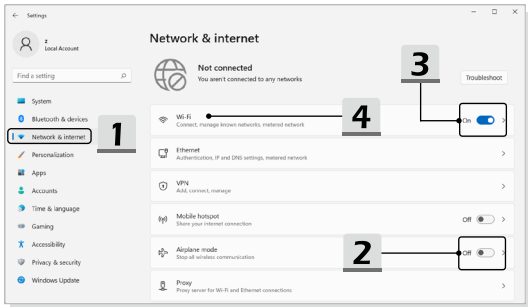 Settings
z
Local Account
Find a setting
System
Bluetooth & devices
Network & internet
Personalization
Apps
Accounts
Time & language
Gaming
Accessibility
Privacy & security
Windows Update
1
Network & internet
Not connected
You aren't connected to any networks
Troubleshoot
3
Wi-Fi
Connect, manage known networks, metered network
4
On
Ethernet
Authentication, IP and DNS settings, metered network
VPN
Add, connect, manage
Mobile hotspot
Share your internet connection
Off
Airplane mode
Stop all wireless communication
2
Off
Proxy
Proxy server for Wi-Fi and Ethernet connections